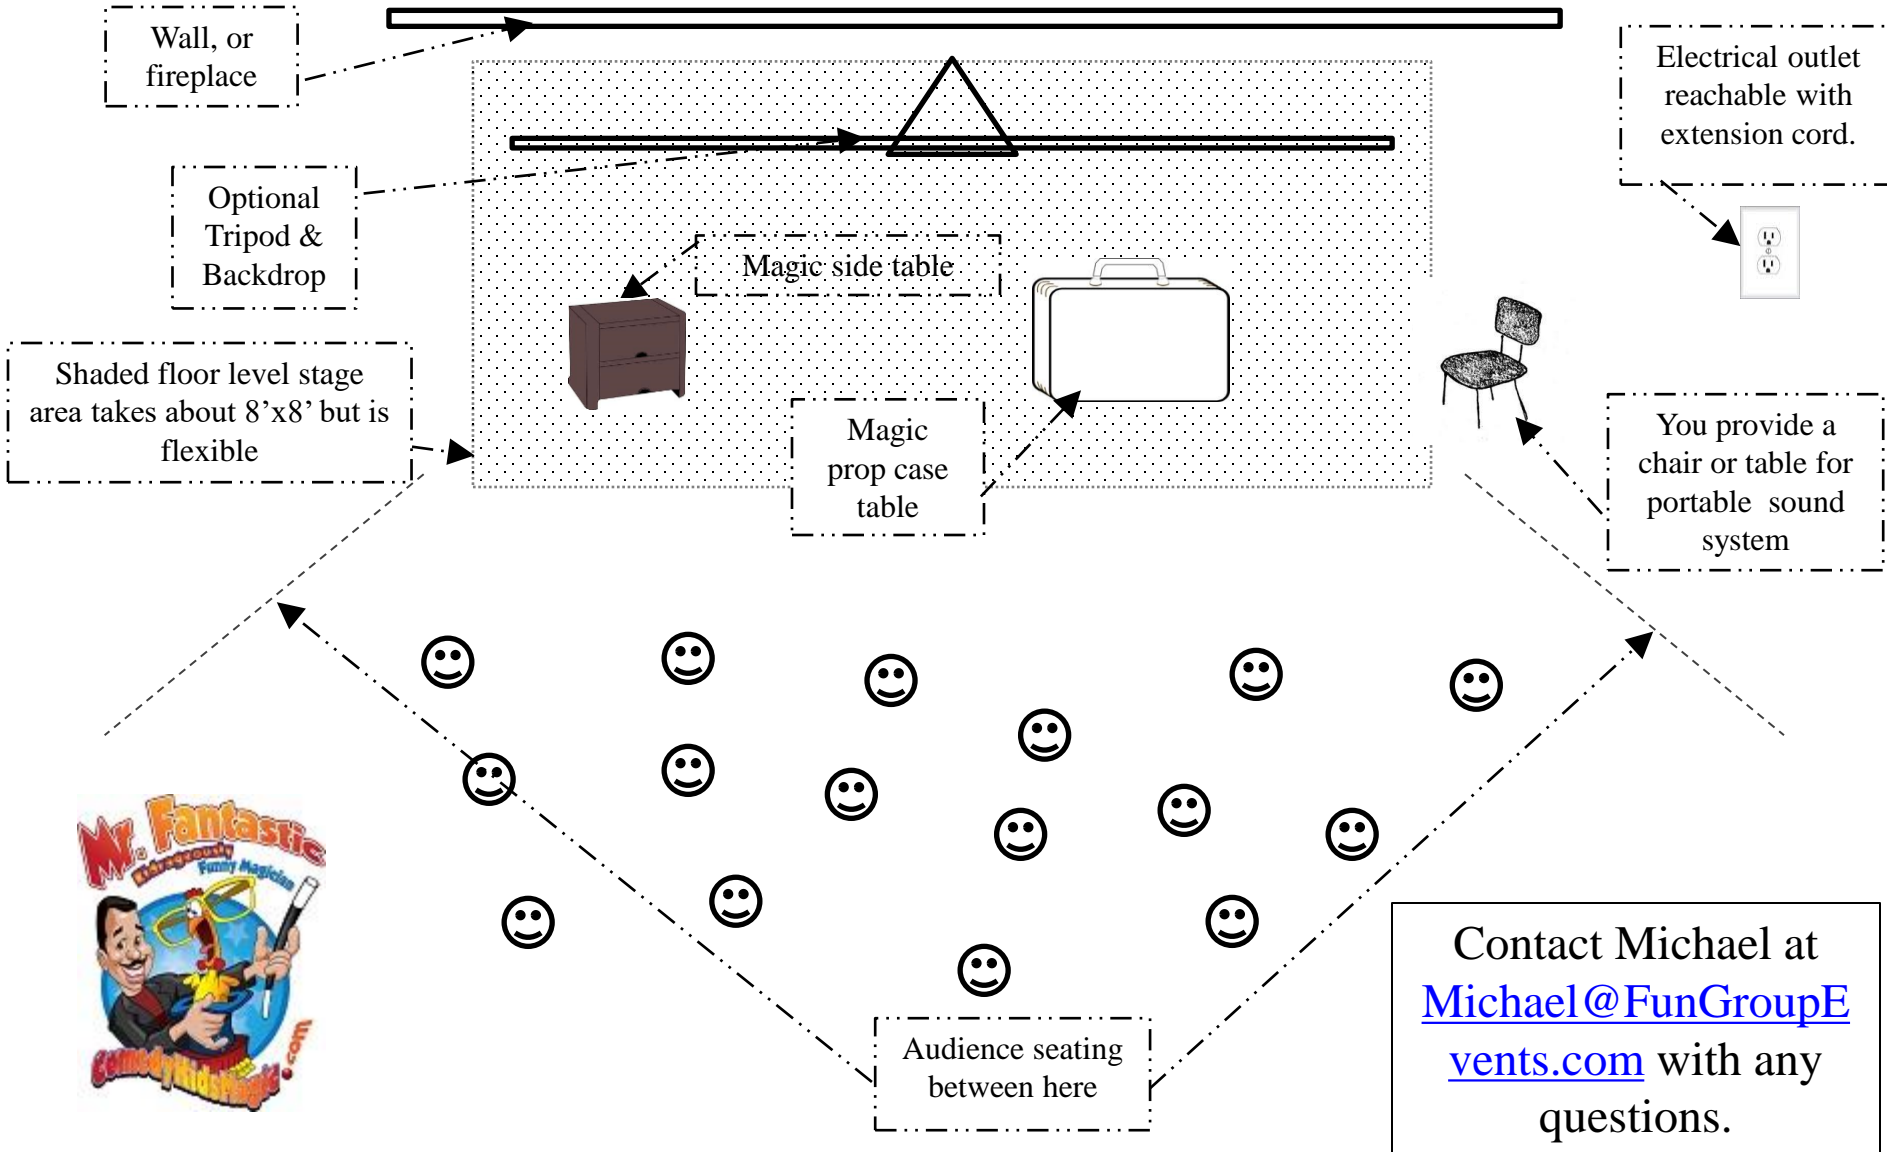 Wall, or
fireplace
Electrical outlet
reachable with
extension cord.
Optional
Tripod &
Backdrop
Magic side table
Shaded floor level stage
area takes about 8’x8’ but is
flexible
Magic
prop case
table
You provide a
chair or table for
portable sound
system
Mr. Fantastic
Kidrageously
Funny Magician
ComedyKidsMagic.com
Audience seating
between here
Contact Michael at
Michael@FunGroupE
vents.com with any
questions.